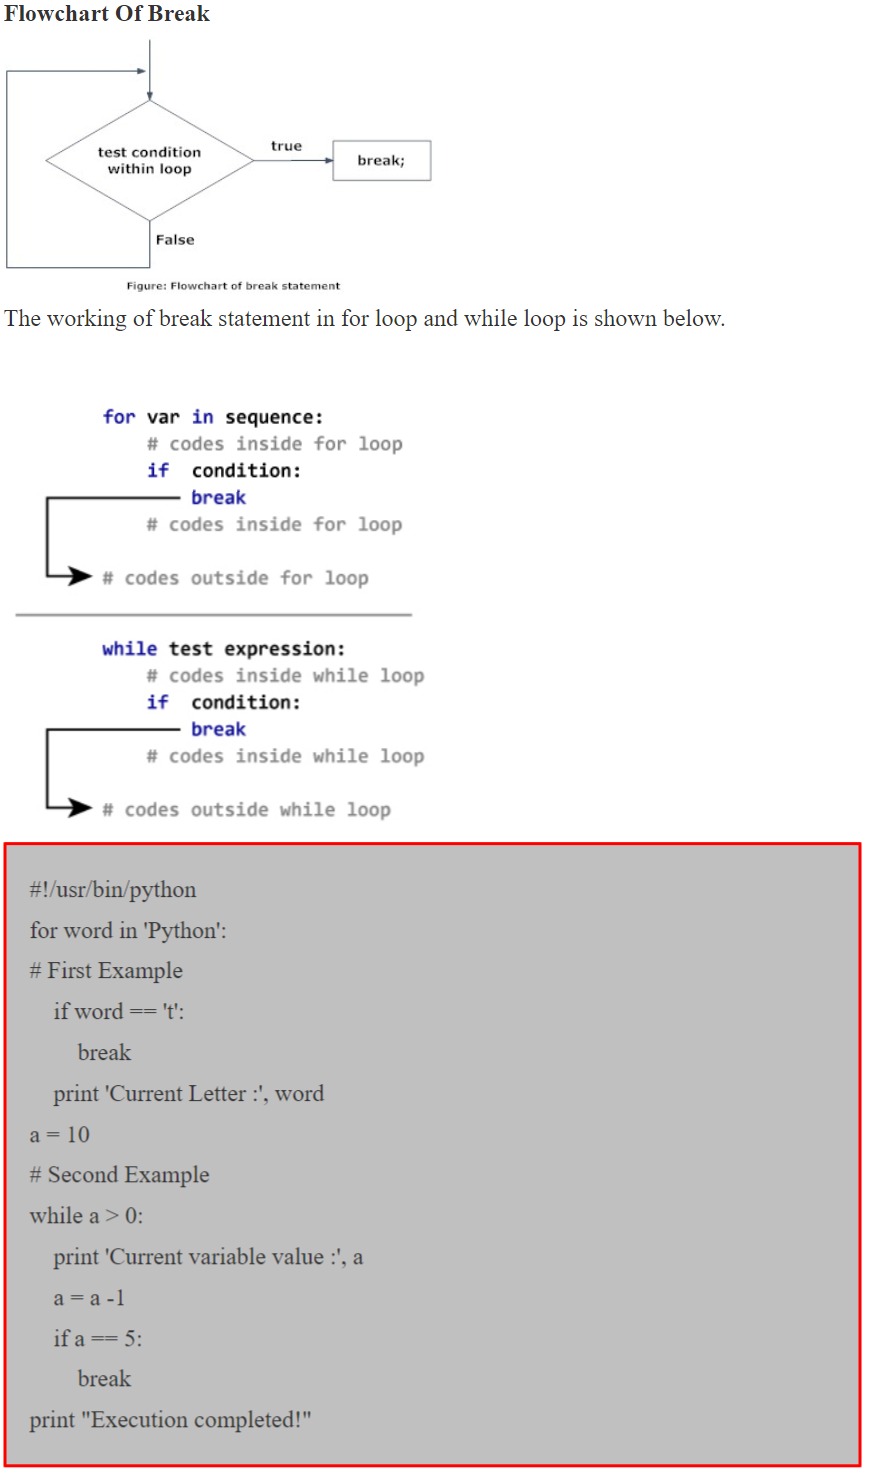 Flowchart Of Break
test condition
within loop
true
break;
False
Figure: Flowchart of break statement
The working of break statement in for loop and while loop is shown below.
for var in sequence:
# codes inside for loop
if condition:
break
# codes inside for loop
# codes outside for loop
while test expression:
# codes inside while loop
if condition:
break
# codes inside while loop
# codes outside while loop
#!/usr/bin/python
for word in 'Python':
# First Example
if word == 't':
break
print 'Current Letter :', word
a = 10
# Second Example
while a > 0:
print 'Current variable value :', a
a = a -1
if a == 5:
break
print "Execution completed!"